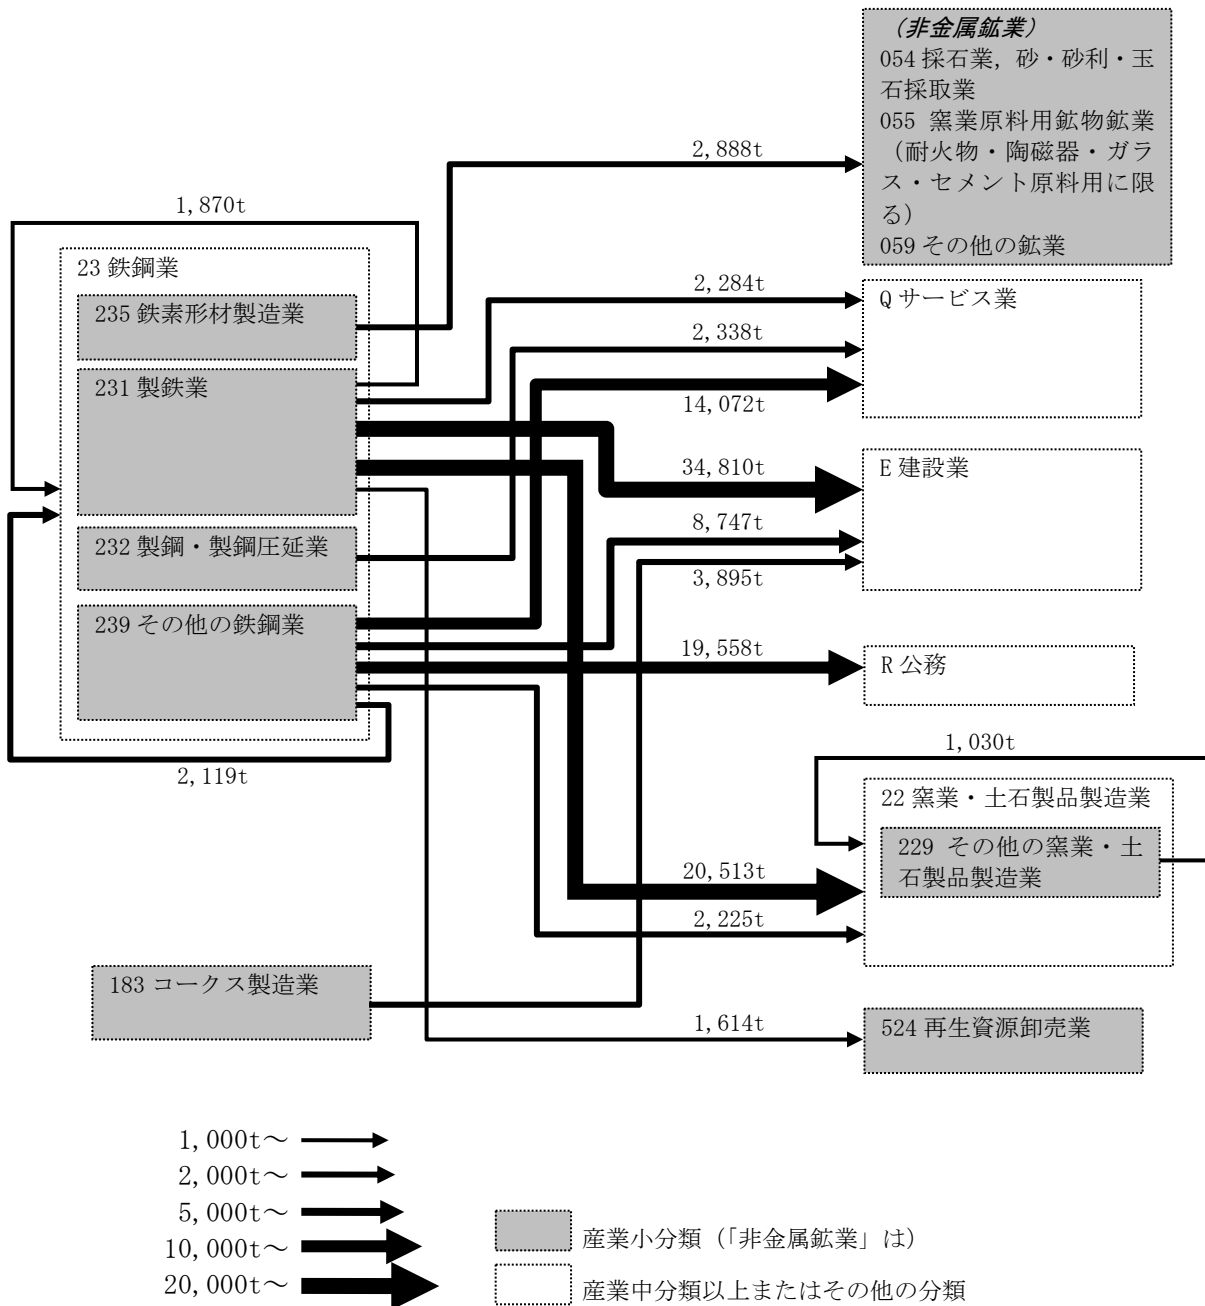 (非金属鉱業)
054 採石業，砂・砂利・玉
石採取業
055 窯業原料用鉱物鉱業
（耐火物・陶磁器・ガラ
ス・セメント原料用に限
る）
059 その他の鉱業
2,888t
1,870t
23 鉄鋼業
235 鉄素形材製造業
231 製鉄業
232 製鋼・製鋼圧延業
239 その他の鉄鋼業
2,284t
Q サービス業
2,338t
14,072t
34,810t
E 建設業
8,747t
3,895t
19,558t
R 公務
2,119t
1,030t
22 窯業・土石製品製造業
229 その他の窯業・土
石製品製造業
20,513t
2,225t
183 コークス製造業
1,614t
524 再生資源卸売業
1,000t～
2,000t～
5,000t～
10,000t～
20,000t～
産業小分類（「非金属鉱業」は）
産業中分類以上またはその他の分類